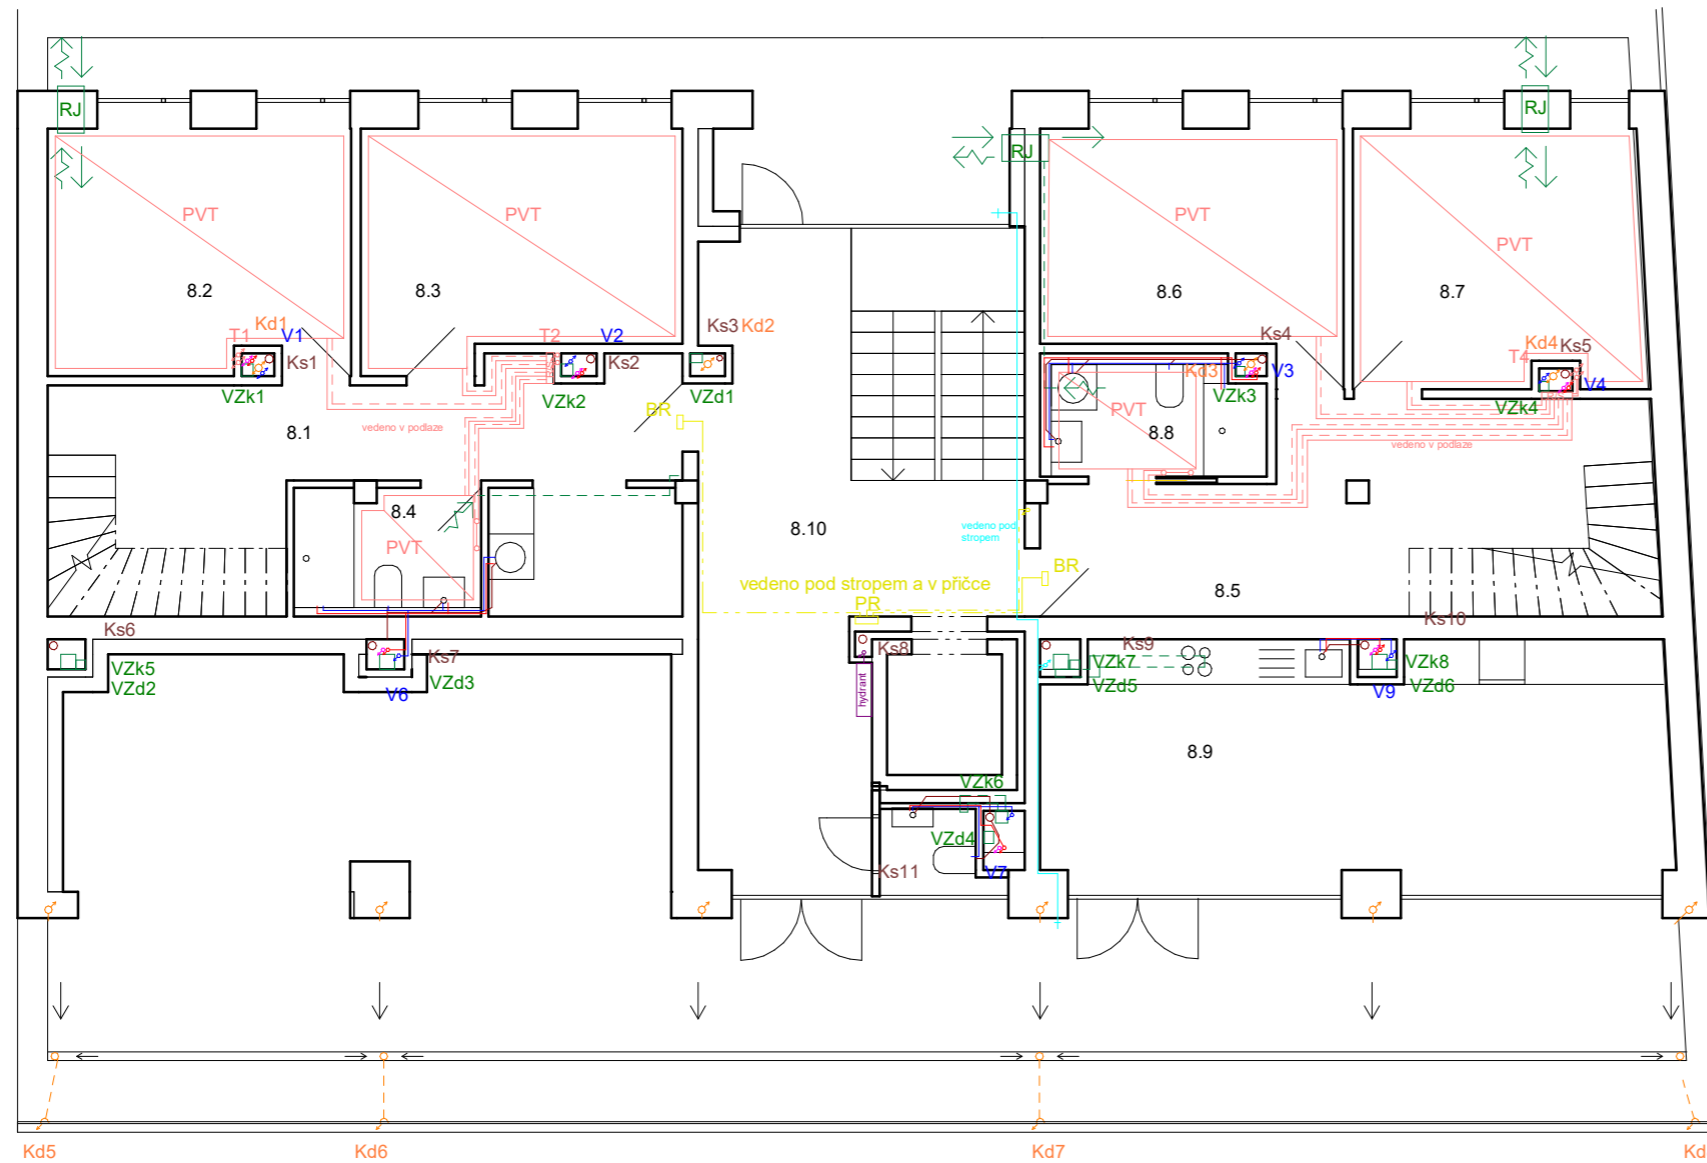 RJ
RJ
RJ
PVT
PVT
PVT
PVT
8.2
8.3
8.6
8.7
Kd1
T1
V1
Ks1
VZk1
T2
V2
Ks2
VZk2
Ks3
Kd2
VZd1
Ks4
Kd3
V3
VZk3
Kd4
Ks5
T4
V4
VZk4
8.1
vedeno v podlaze
BR
PVT
8.8
vedeno v podlaze
8.4
PVT
8.10
vedeno pod
stropem
vedeno pod stropem a v příčce
PR
BR
8.5
Ks6
VZk5
VZd2
Ks7
VZd3
V6
Ks8
hydrant
Ks9
VZk7
VZd5
Ks10
VZk8
V9
VZd6
8.9
VZk6
VZd4
Ks11
V7
Kd5
Kd6
Kd7
Kd